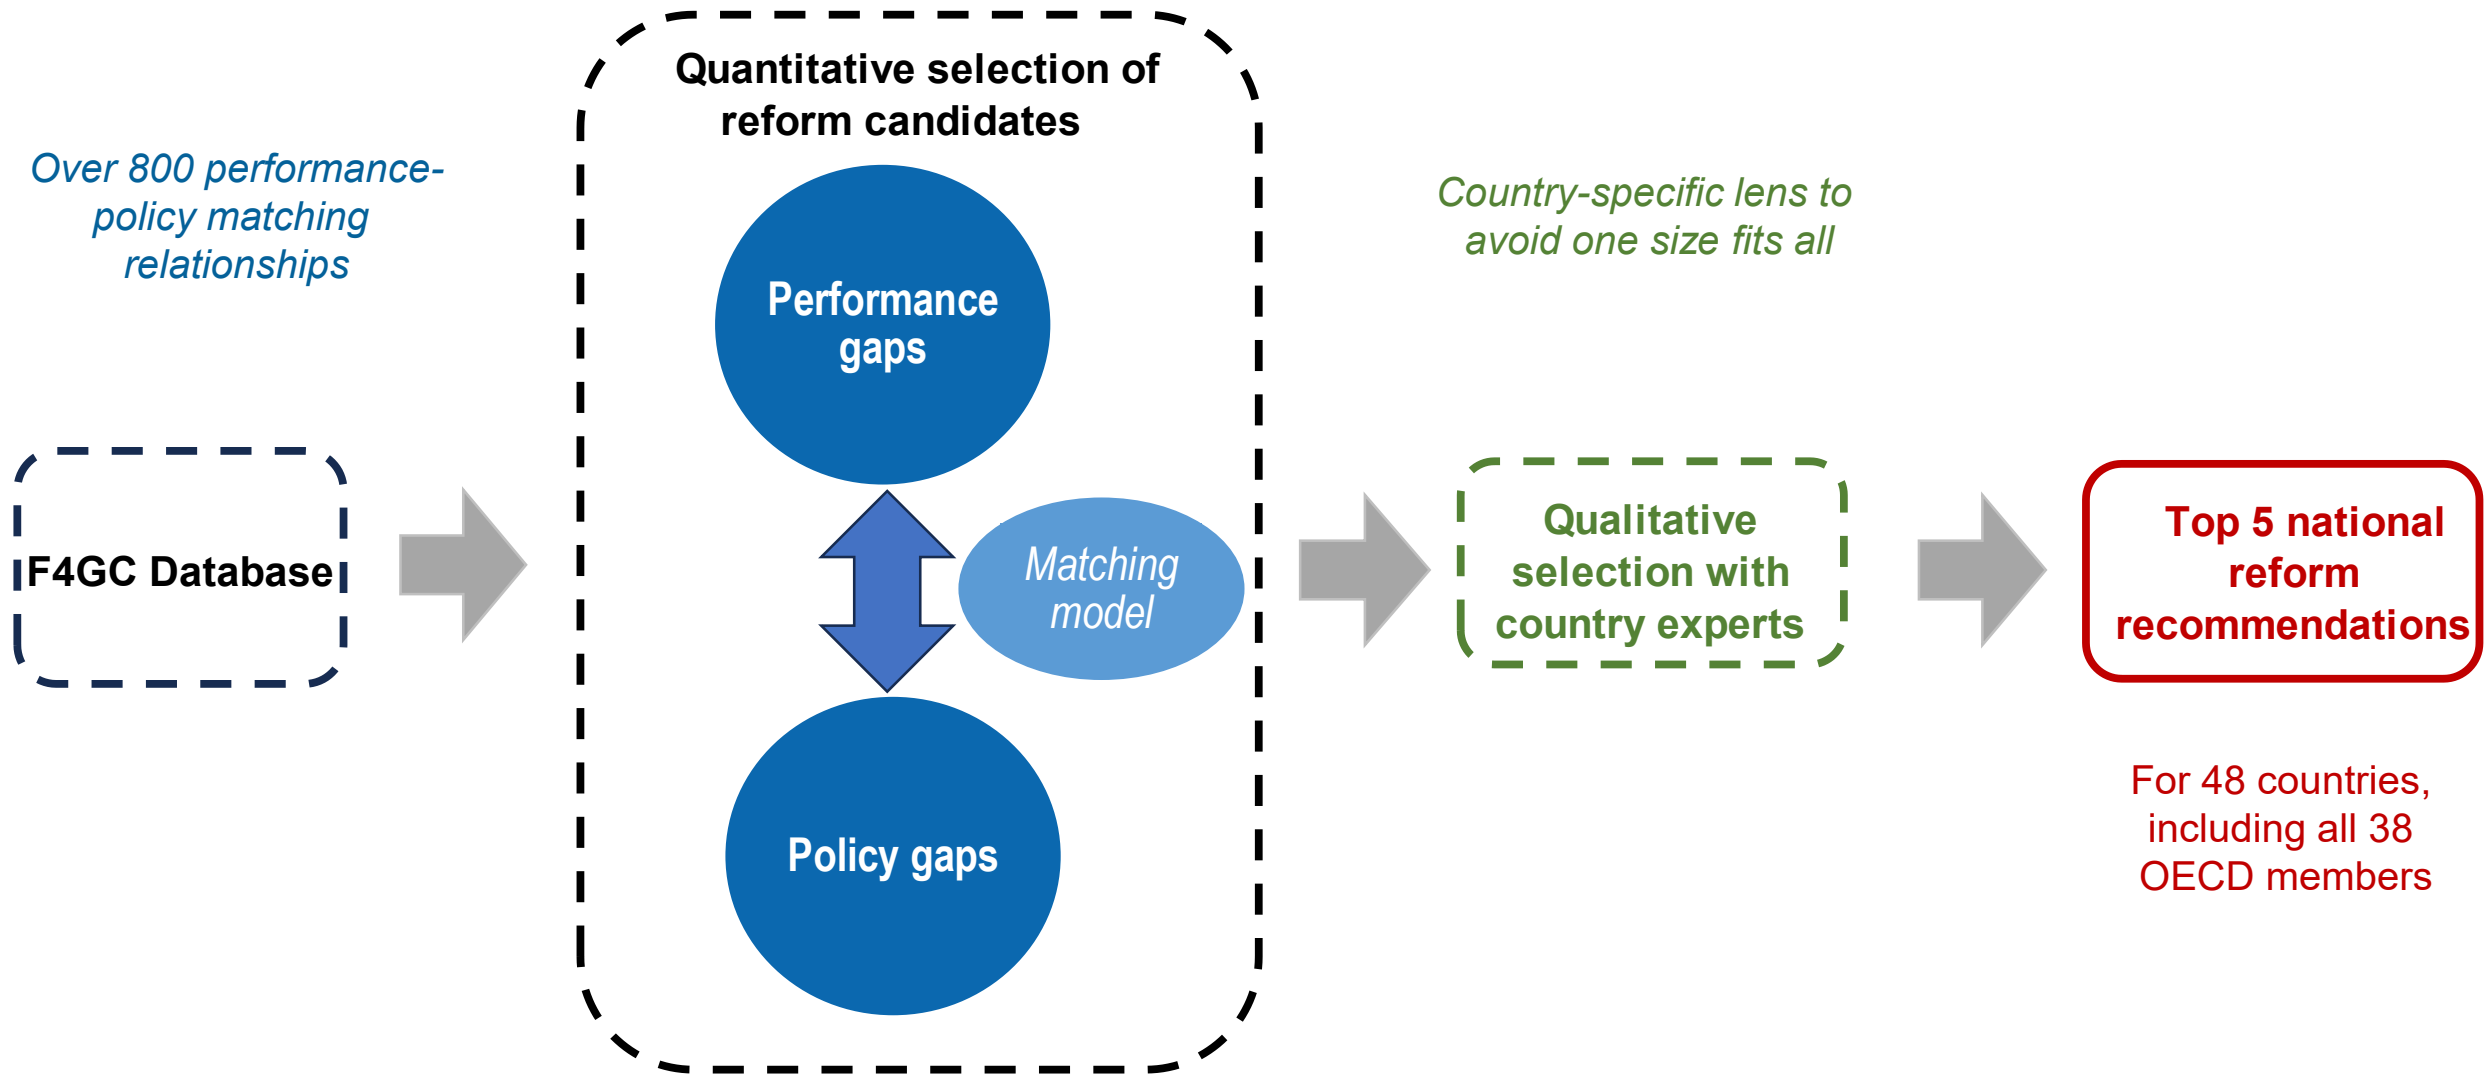 Over 800 performance-
policy matching
relationships
F4GC Database
Quantitative selection of
reform candidates
Performance
gaps
Matching
model
Policy gaps
Country-specific lens to
avoid one size fits all
Qualitative
selection with
country experts
Top 5 national
reform
recommendations
For 48 countries,
including all 38
OECD members